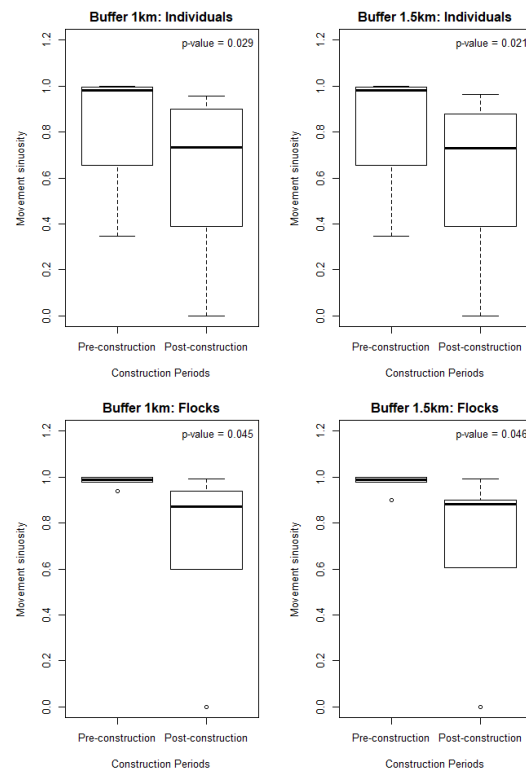 Buffer 1km: Individuals
p-value = 0.029
Movement sinuosity
0.0 0.2 0.4 0.6 0.8 1.0 1.2
Pre-construction Post-construction
Construction Periods
Buffer 1.5km: Individuals
p-value = 0.021
Movement sinuosity
0.0 0.2 0.4 0.6 0.8 1.0 1.2
Pre-construction Post-construction
Construction Periods
Buffer 1km: Flocks
p-value = 0.045
Movement sinuosity
0.0 0.2 0.4 0.6 0.8 1.0 1.2
Pre-construction Post-construction
Construction Periods
Buffer 1.5km: Flocks
p-value = 0.046
Movement sinuosity
0.0 0.2 0.4 0.6 0.8 1.0 1.2
Pre-construction Post-construction
Construction Periods